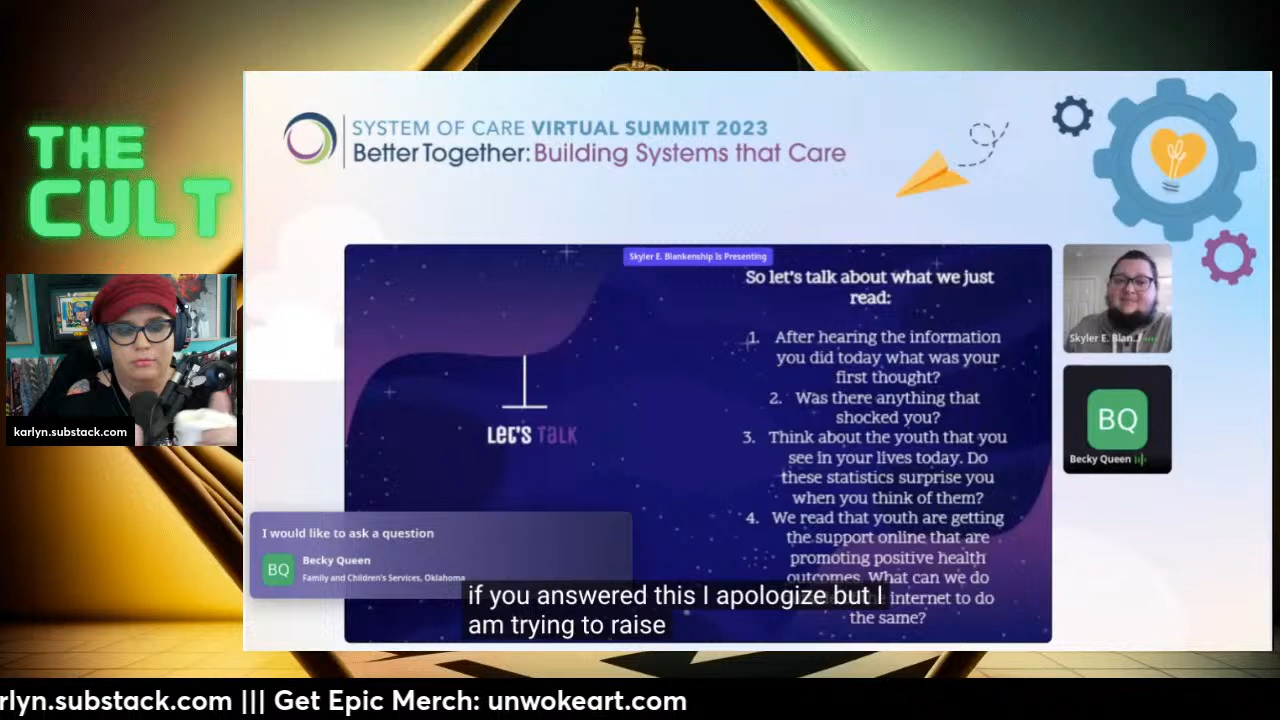 THE
CULT
karlyn.substack.com
SYSTEM OF CARE VIRTUAL SUMMIT 2023
Better Together: Building Systems that Care
Skyler E. Blankenship Is Presenting
So let's talk about what we just
read:
1. After hearing the information
you did today what was your
first thought?
2. Was there anything that
shocked you?
3. Think about the youth that you
see in your lives today. Do
these statistics surprise you
when you think of them?
4. We read that youth are getting
the support online that are
promoting positive health
outcomes. What can we do
internet to do
the same?
LET'S TALK
Skyler E. Blan...
BQ
Becky Queen
I would like to ask a question
BQ
Becky Queen
Family and Children's Services, Oklahoma
if you answered this I apologize but I
am trying to raise
rlyn.substack.com ||| Get Epic Merch: unwokeart.com